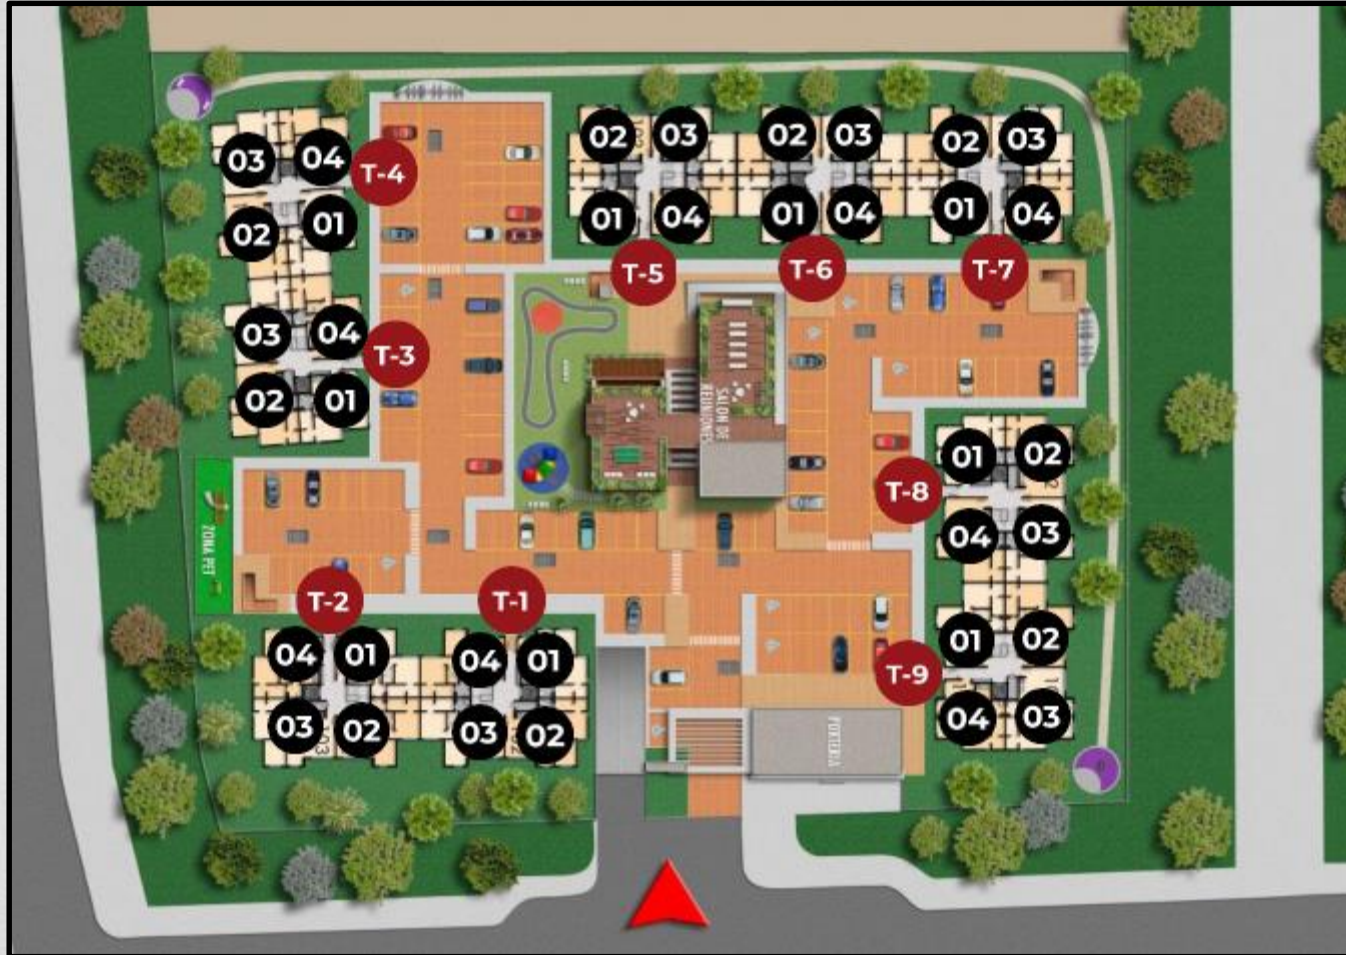 02 03 02 03 02 03
03 04 T-4
01 04 01 04 01 04
02 01
T-5 T-6 T-7
03 04 T-3
02 01
SALON DE
REUNIONES
01 02
T-8
04 03
ZONA PET
T-2 T-1
04 01 04 01
01 02
T-9
03 02 03 02
04 03
PORTERIA